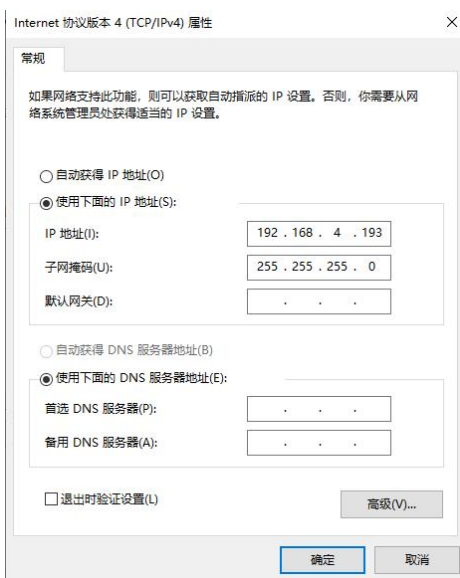 Internet 协议版本 4 (TCP/IPv4) 属性
常规
如果网络支持此功能，则可以获取自动指派的 IP 设置。否则，你需要从网
络系统管理员处获得适当的 IP 设置。
自动获得 IP 地址(O)
使用下面的 IP 地址(S):
IP 地址(I): 192 . 168 . 4 . 193
子网掩码(U): 255 . 255 . 255 . 0
默认网关(D): . . .
自动获得 DNS 服务器地址(B)
使用下面的 DNS 服务器地址(E):
首选 DNS 服务器(P): . . .
备用 DNS 服务器(A): . . .
退出时验证设置(L)
高级(V)...
确定 取消